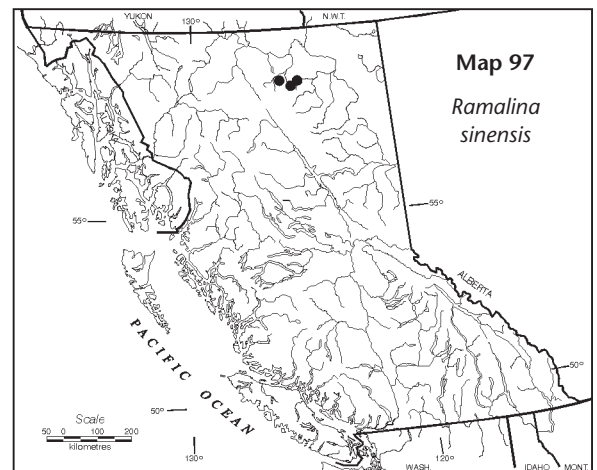 YUKON
130°
N.W.T.
Map 97
Ramalina
sinensis
55°
55°
ALBERTA
PACIFIC OCEAN
50°
50°
Scale
50 0 100 200
kilometres
130°
WASH.
120°
IDAHO
MONT.